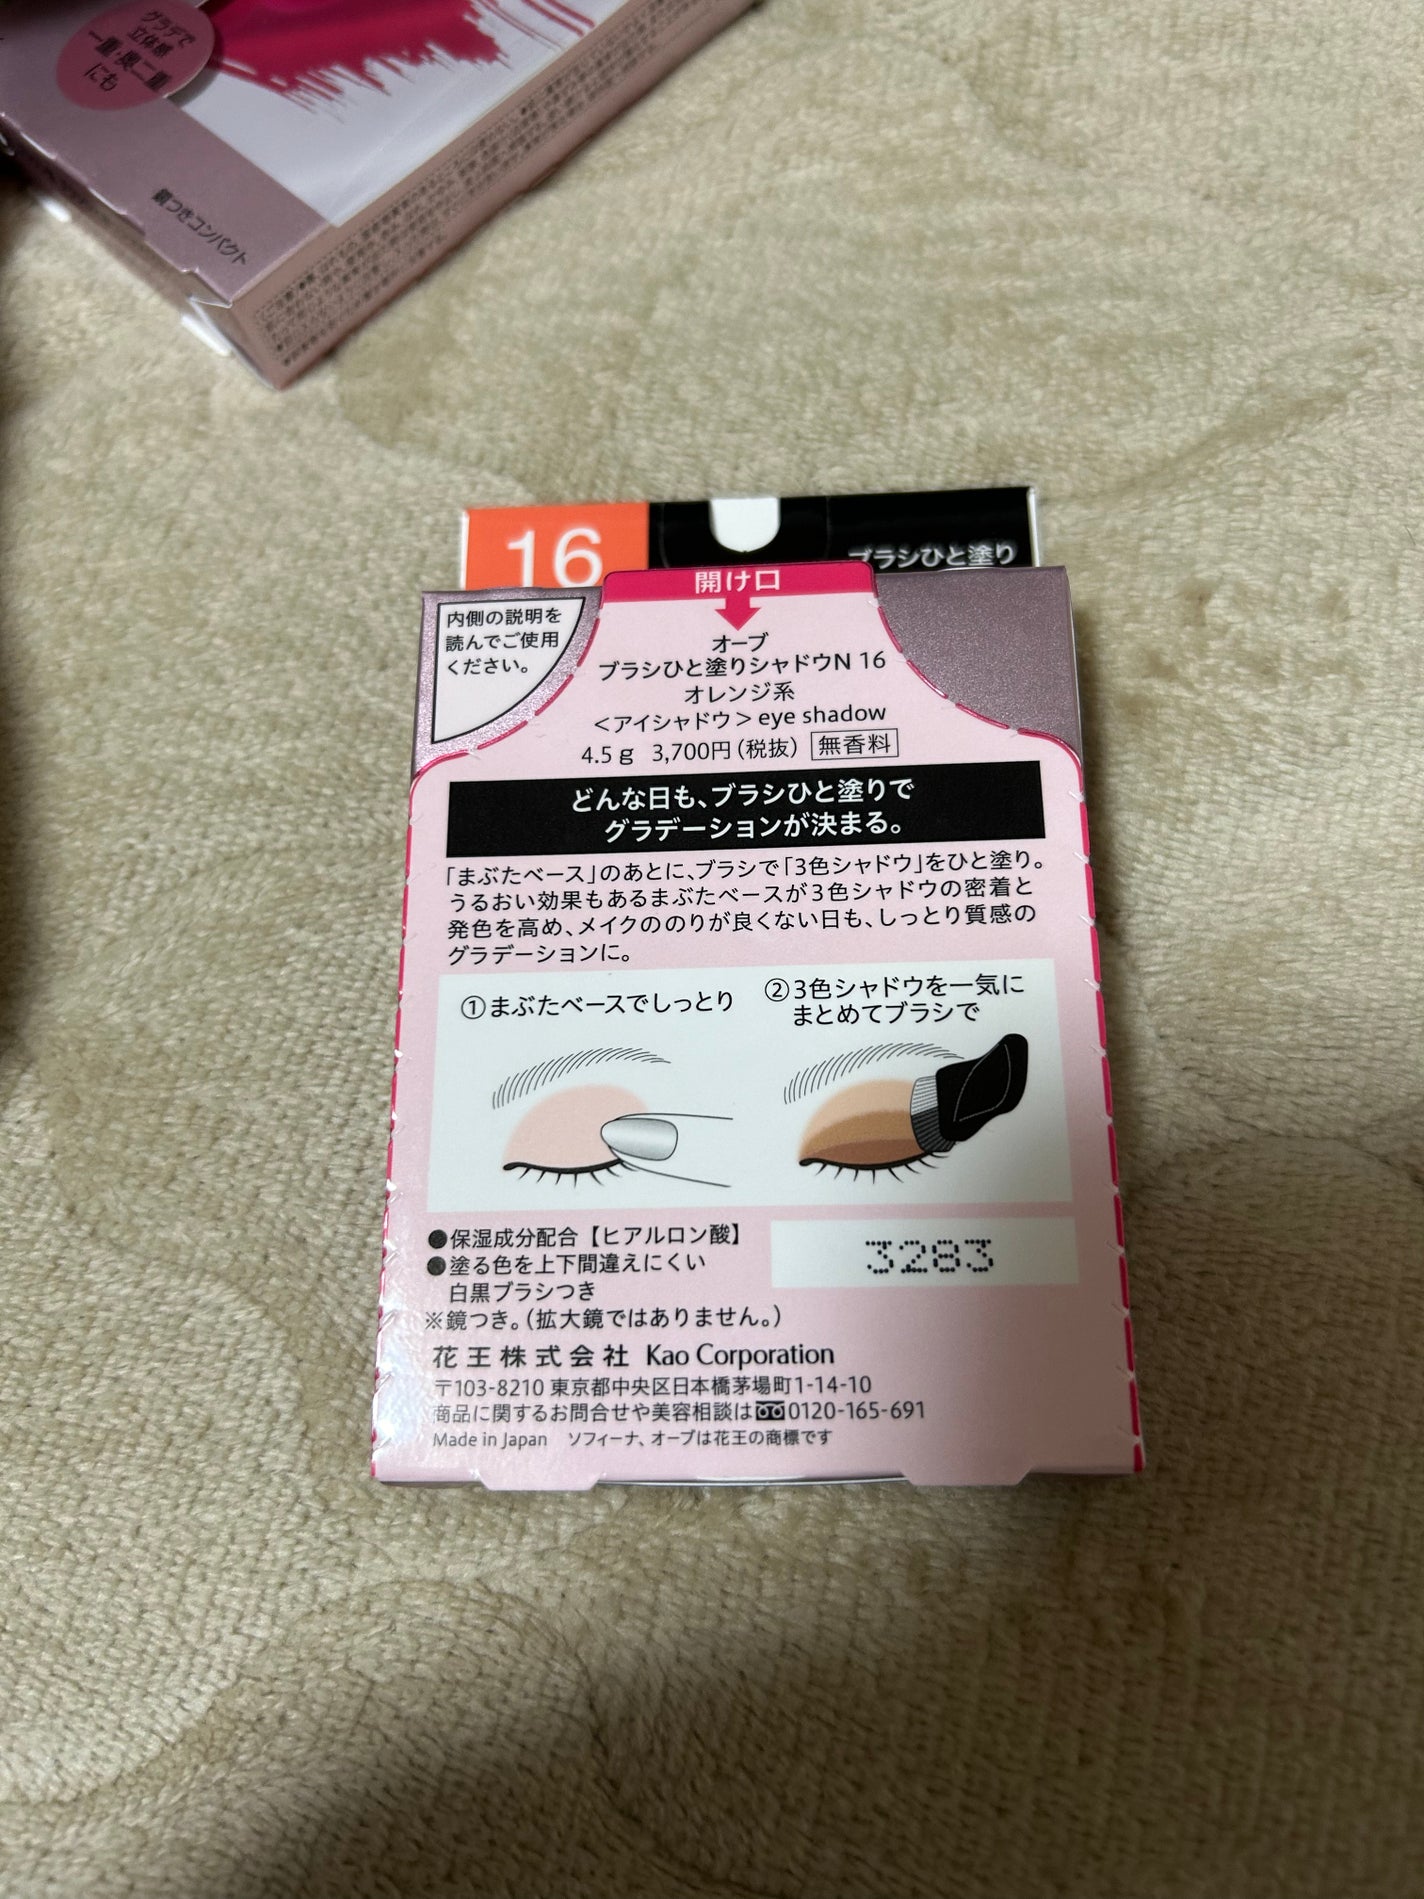 グラデで
立体感
一重・奥二重
にも
鏡つきコンパクト
16
ブラシひと塗り
開け口
内側の説明を
読んでご使用
ください。
オーブ
ブラシひと塗りシャドウN 16
オレンジ系
＜アイシャドウ＞eye shadow
4.5ｇ 3,700円（税抜） 無香料
どんな日も、ブラシひと塗りで
グラデーションが決まる。
「まぶたベース」のあとに、ブラシで「3色シャドウ」をひと塗り。
うるおい効果もあるまぶたベースが3色シャドウの密着と
発色を高め、メイクののりが良くない日も、しっとり質感の
グラデーションに。
①まぶたベースでしっとり
②3色シャドウを一気に
まとめてブラシで
●保湿成分配合【ヒアルロン酸】
●塗る色を上下間違えにくい
白黒ブラシつき
※鏡つき。（拡大鏡ではありません。）
3283
花王株式会社 Kao Corporation
〒103-8210 東京都中央区日本橋茅場町1-14-10
商品に関するお問合せや美容相談は 0120-165-691
Made in Japan ソフィーナ、オーブは花王の商標です